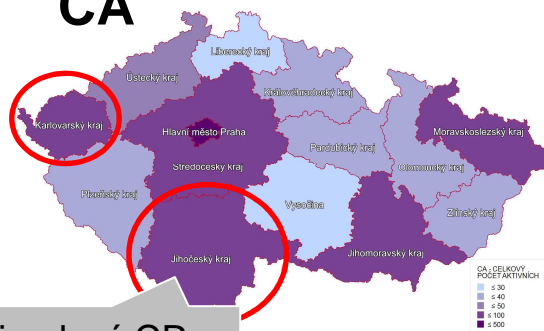 CA
Liberecký kraj
Ústecký kraj
Královéhradecký kraj
Karlovarský kraj
Hlavní město Praha
Moravskoslezský kraj
Pardubický kraj
Středočeský kraj
Olomoucký kraj
Plzeňský kraj
Vysočina
Zlínský kraj
Jihočeský kraj
Jihomoravský kraj
CA - CELKOVÝ
POČET AKTIVNÍCH
≤ 30
≤ 40
≤ 50
≤ 100
≤ 500